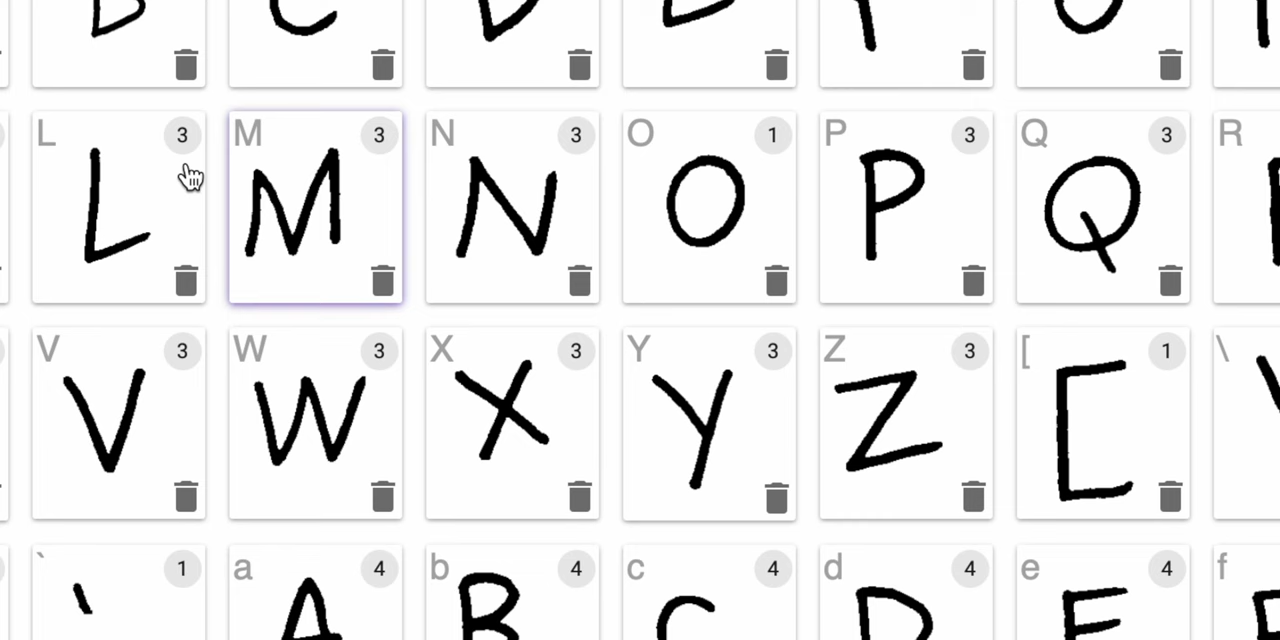 B C D
L 3 M 3 N 3 O 1 P 3 Q 3 R
L M N O P Q
V 3 W 3 X 3 Y 3 Z 3 [ 1 \
V W X Y Z [
` 1 a 4 b 4 c 4 d 4 e 4 f
` A B C D E